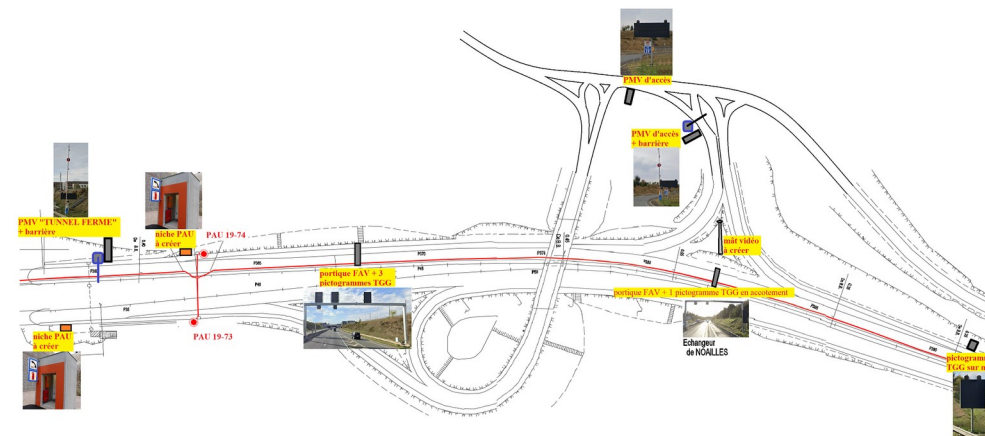 PMV d'accès
PMV d'accès
+ barrière
PMV "TUNNEL FERME"
+ barrière
niche PAU
à créer
PAU 19-74
portique FAV + 3
pictogrammes TGG
mât vidéo
à créer
portique FAV + 1 pictogramme TGG en accotement
niche PAU
à créer
PAU 19-73
Echangeur
de NOAILLES
pictogram
TGG sur m